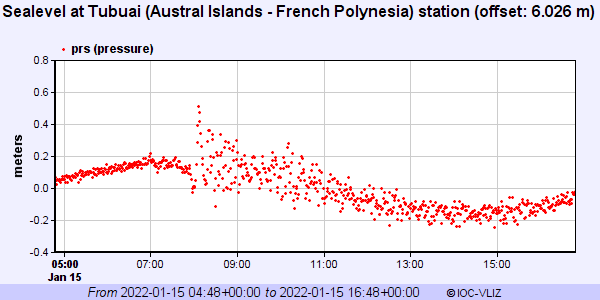 Sealevel at Tubuai (Austral Islands - French Polynesia) station (offset: 6.026 m)
prs (pressure)
0.8
0.6
0.4
0.2
0.0
-0.2
-0.4
meters
05:00 07:00 09:00 11:00 13:00 15:00
Jan 15
From 2022-01-15 04:48+00:00 to 2022-01-15 16:48+00:00 © IOC-VLIZ